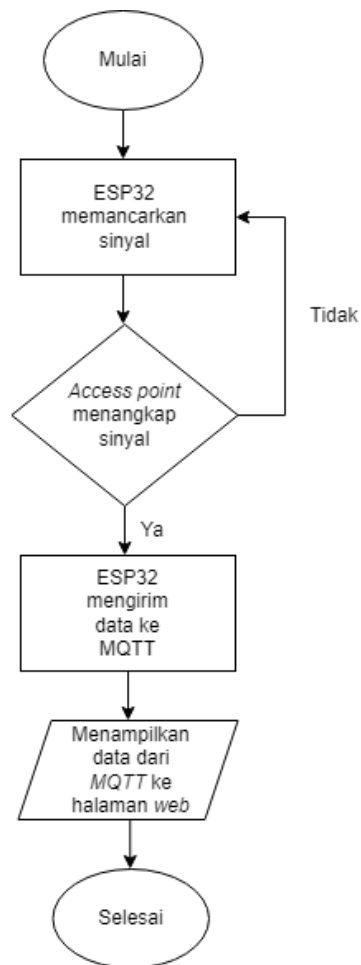 Mulai
ESP32
memancarkan
sinyal
Tidak
Access point
menangkap
sinyal
Ya
ESP32
mengirim
data ke
MQTT
Menampilkan
data dari
MQTT ke
halaman web
Selesai